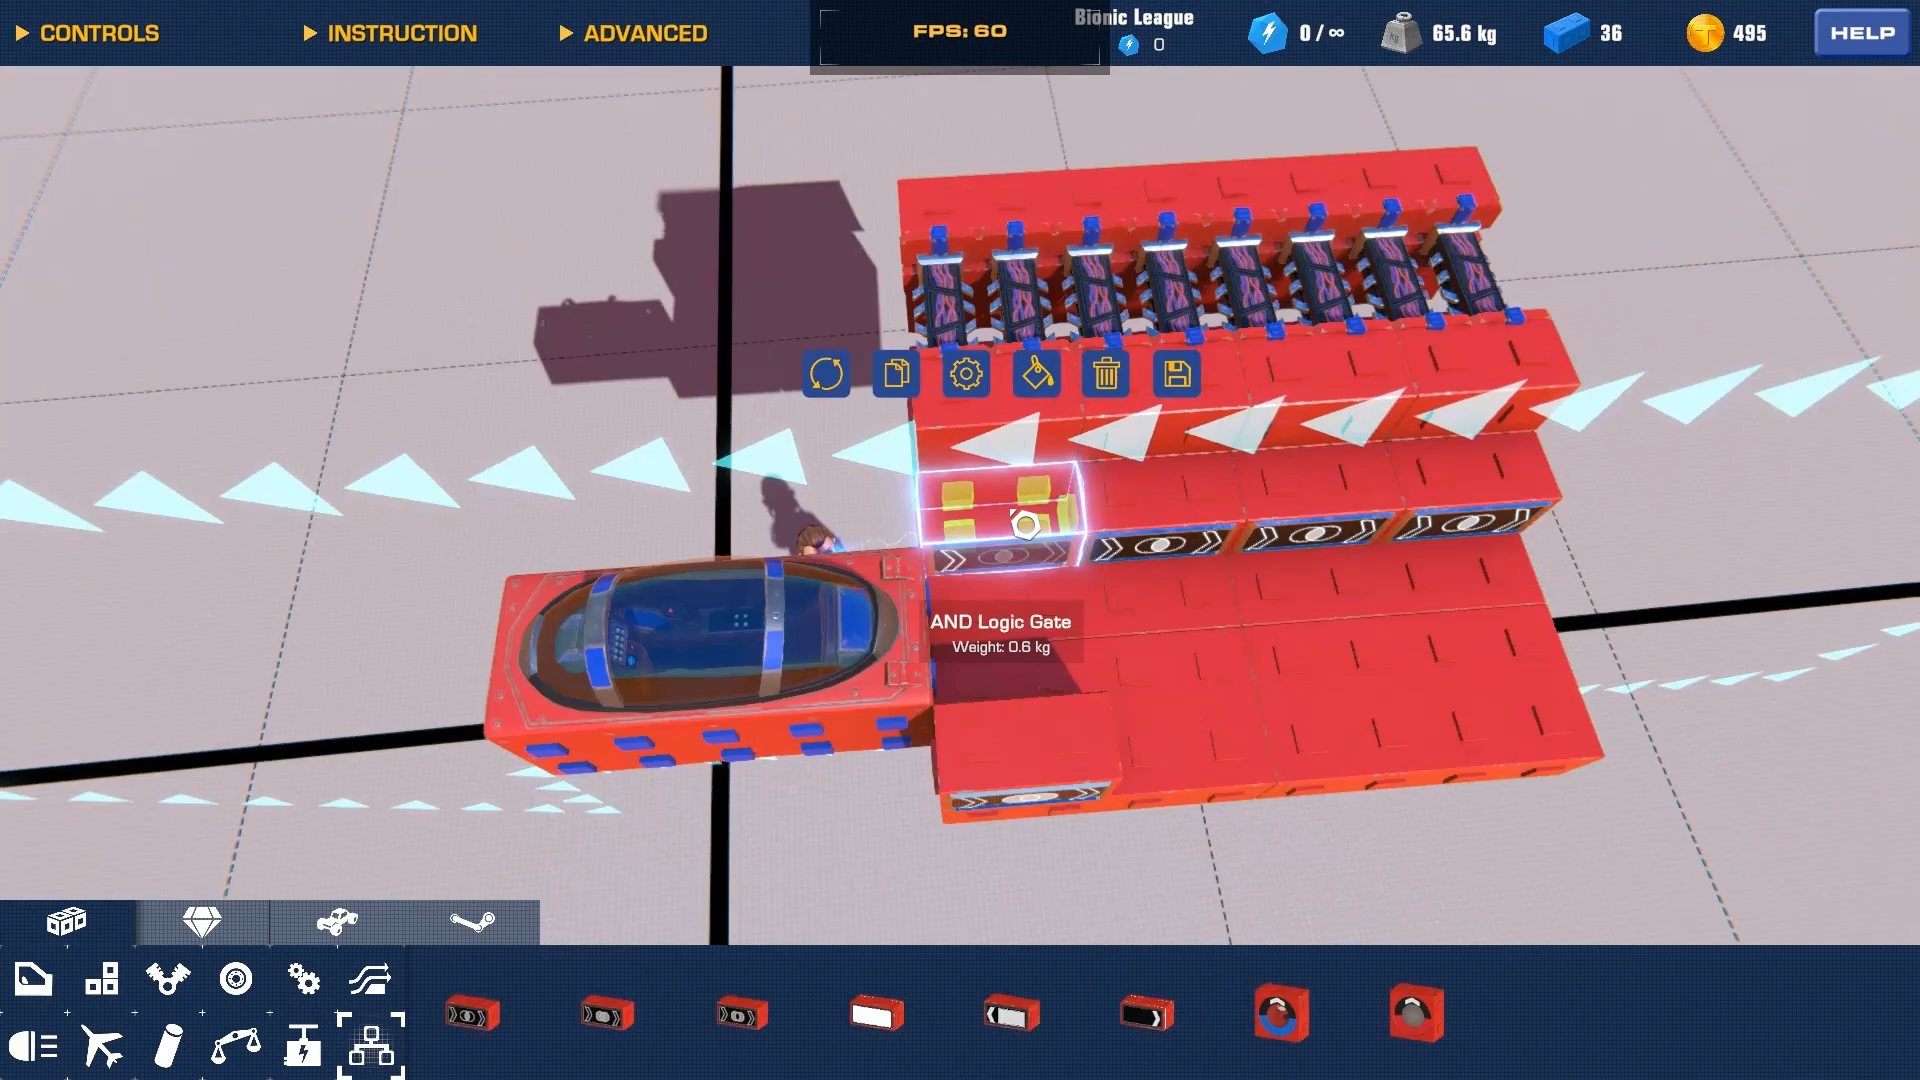 CONTROLS
INSTRUCTION
ADVANCED
FPS: 60
Bionic League
0
0 / ∞
65.6 kg
36
495
HELP
AND Logic Gate
Weight: 0.6 kg